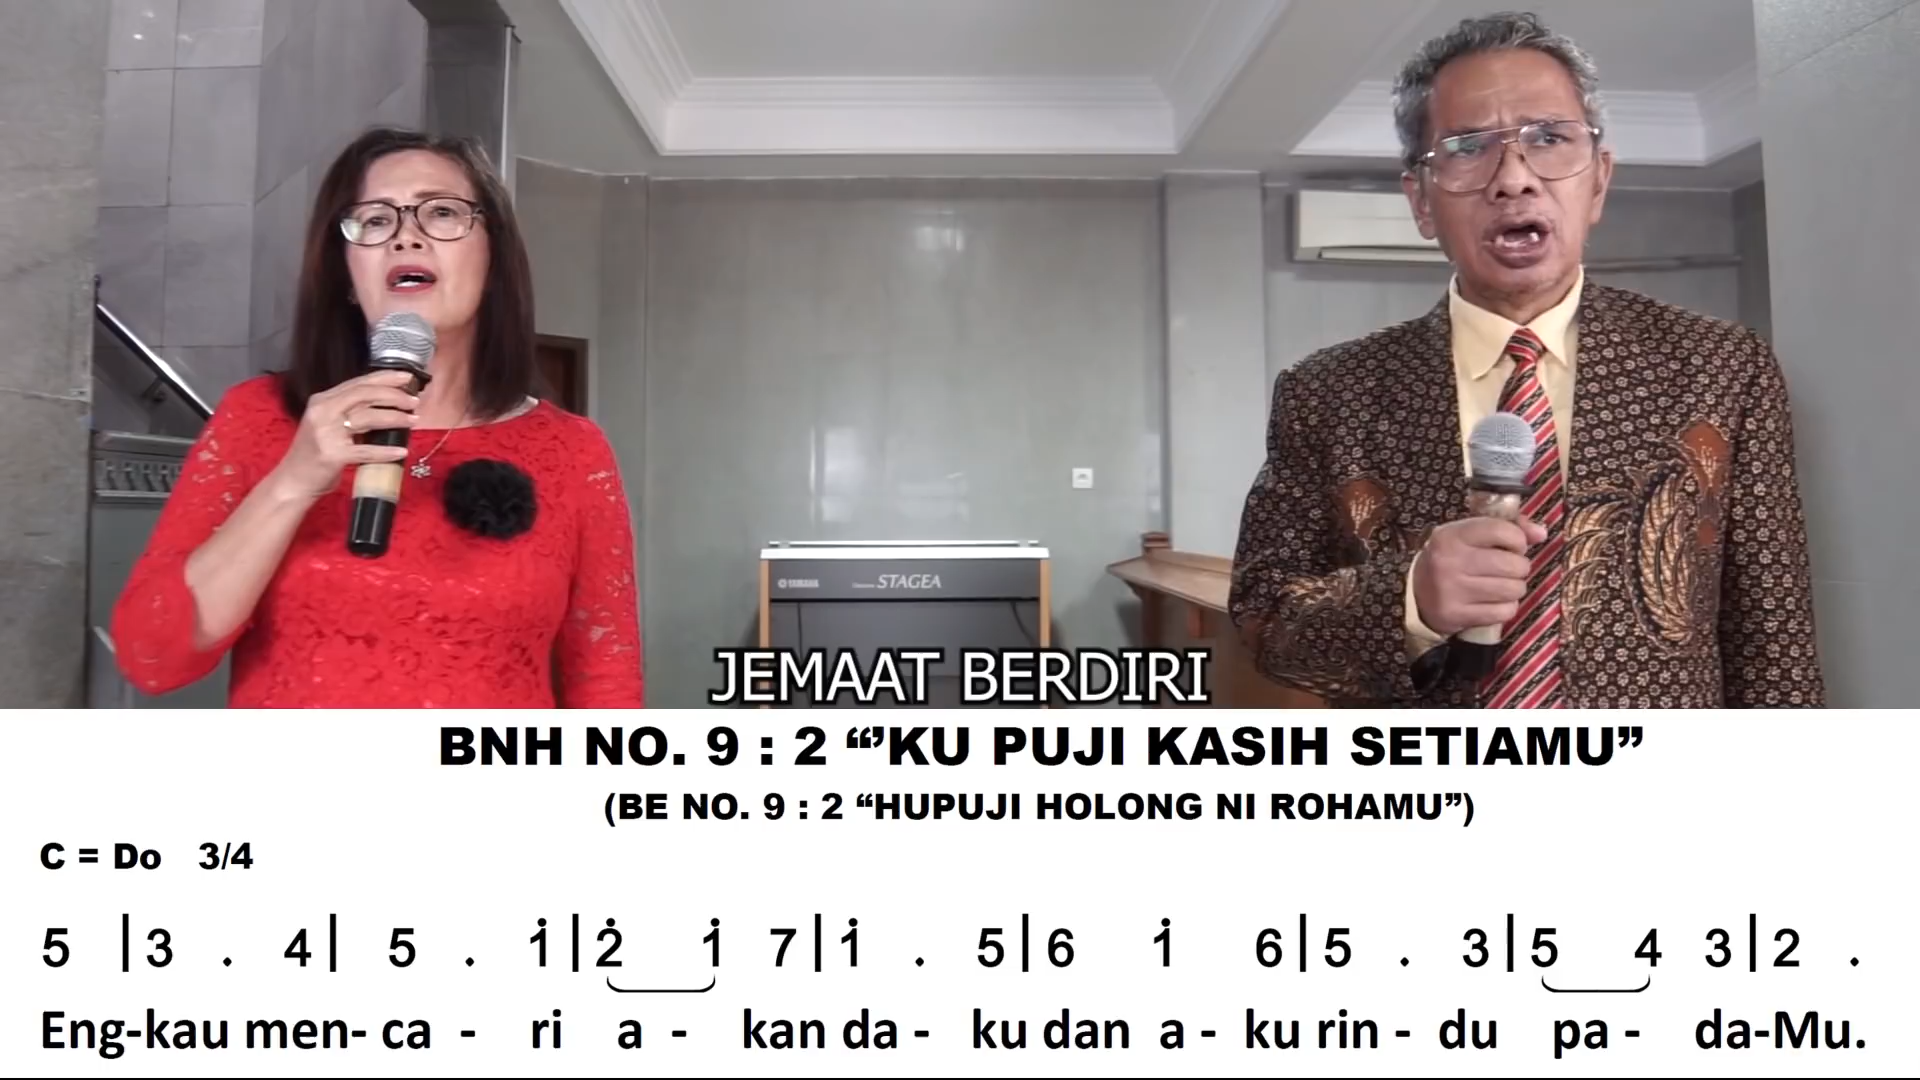 YAMAHA STAGEA
JEMAAT BERDIRI
BNH NO. 9 : 2 “’KU PUJI KASIH SETIAMU”
(BE NO. 9 : 2 “HUPUJI HOLONG NI ROHAMU”)
C = Do 3/4
5 | 3 . 4 | 5 . 1̇ | 2̇ 1̇ 7 | 1̇ . 5 | 6 1̇ 6 | 5 . 3 | 5 4 3 | 2 .
Eng-kau men- ca - ri a - kan da - ku dan a - ku rin - du pa - da-Mu.